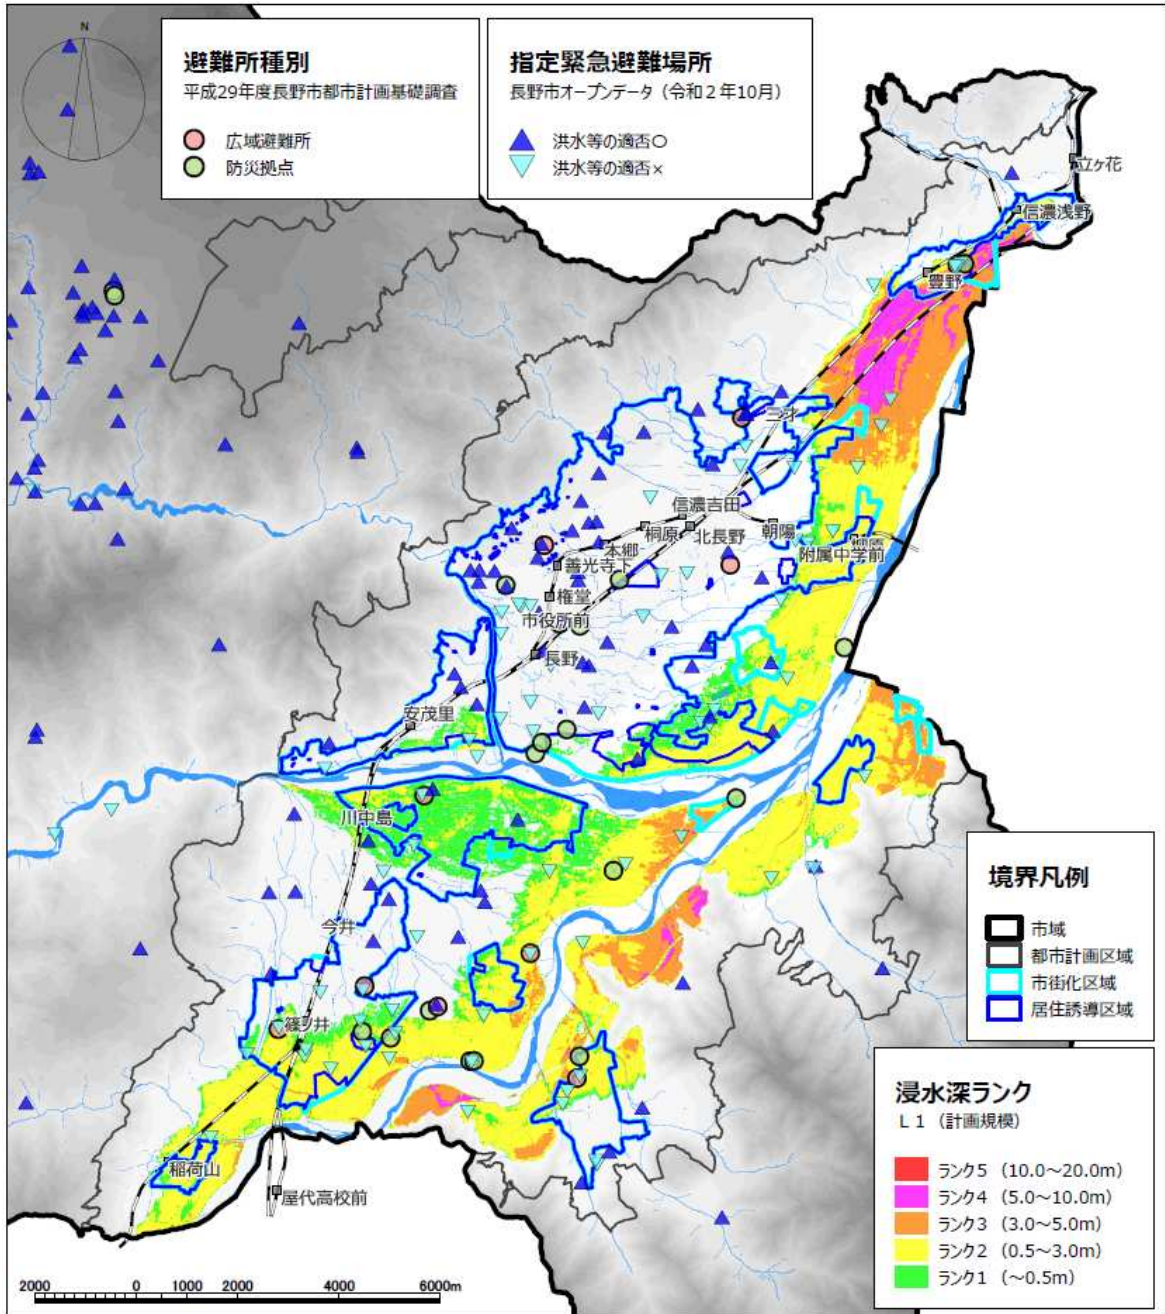 N
避難所種別
平成29年度長野市都市計画基礎調査
広域避難所
防災拠点
指定緊急避難場所
長野市オープンデータ（令和２年10月）
洪水等の適否○
洪水等の適否×
立ヶ花
信濃浅野
豊野
三才
信濃吉田
桐原
北長野
朝陽
本郷
附属中学前
善光寺下
権堂
市役所前
長野
安茂里
川中島
今井
篠ノ井
稲荷山
屋代高校前
境界凡例
市域
都市計画区域
市街化区域
居住誘導区域
浸水深ランク
Ｌ１（計画規模）
ランク５（10.0～20.0m）
ランク４（5.0～10.0m）
ランク３（3.0～5.0m）
ランク２（0.5～3.0m）
ランク１（～0.5m）
2000 0 1000 2000 4000 6000m